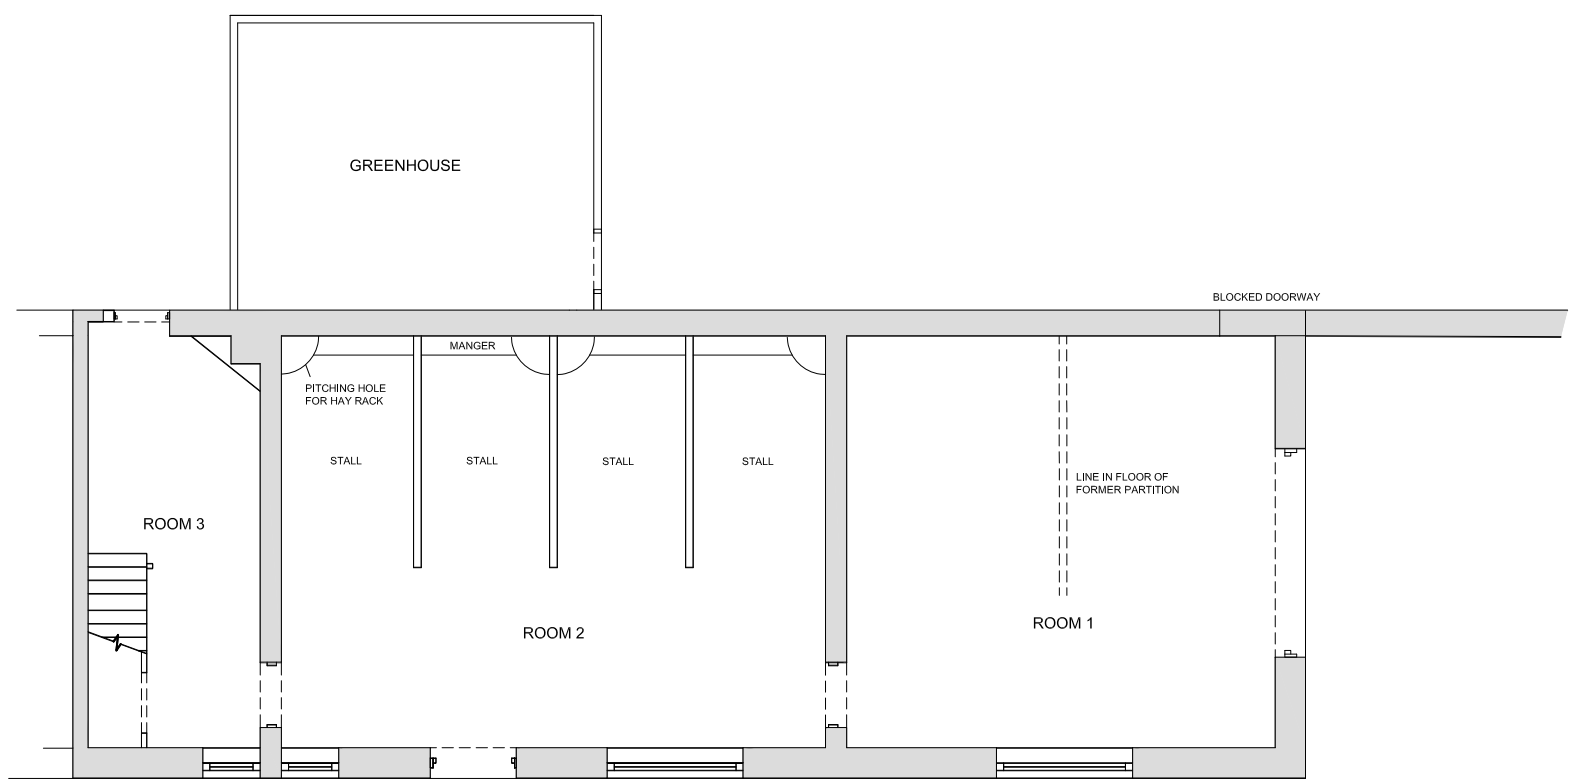 GREENHOUSE
BLOCKED DOORWAY
MANGER
PITCHING HOLE
FOR HAY RACK
STALL
STALL
STALL
STALL
LINE IN FLOOR OF
FORMER PARTITION
ROOM 3
ROOM 2
ROOM 1